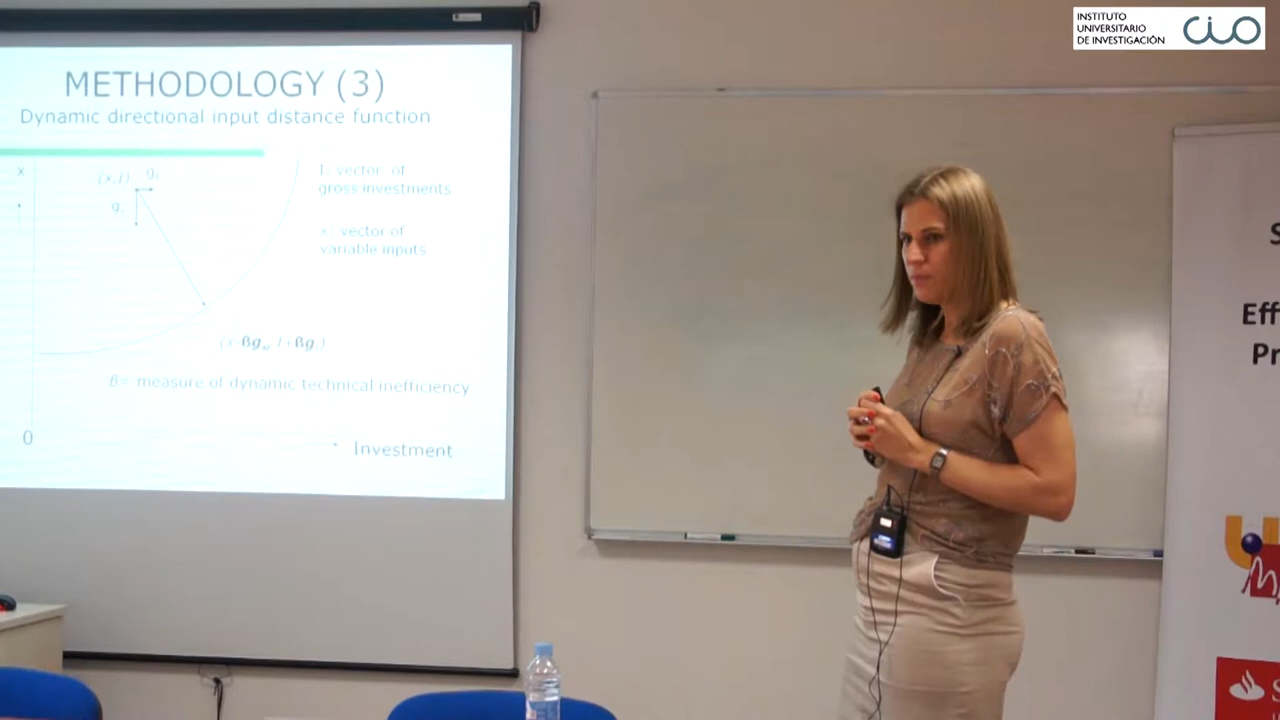 INSTITUTO
UNIVERSITARIO
DE INVESTIGACIÓN
CIO
METHODOLOGY (3)
Dynamic directional input distance function
x
(x,I)
I: vector of
gross investments
x: vector of
variable inputs
β= measure of dynamic technical inefficiency
0
Investment
Eff
Pr